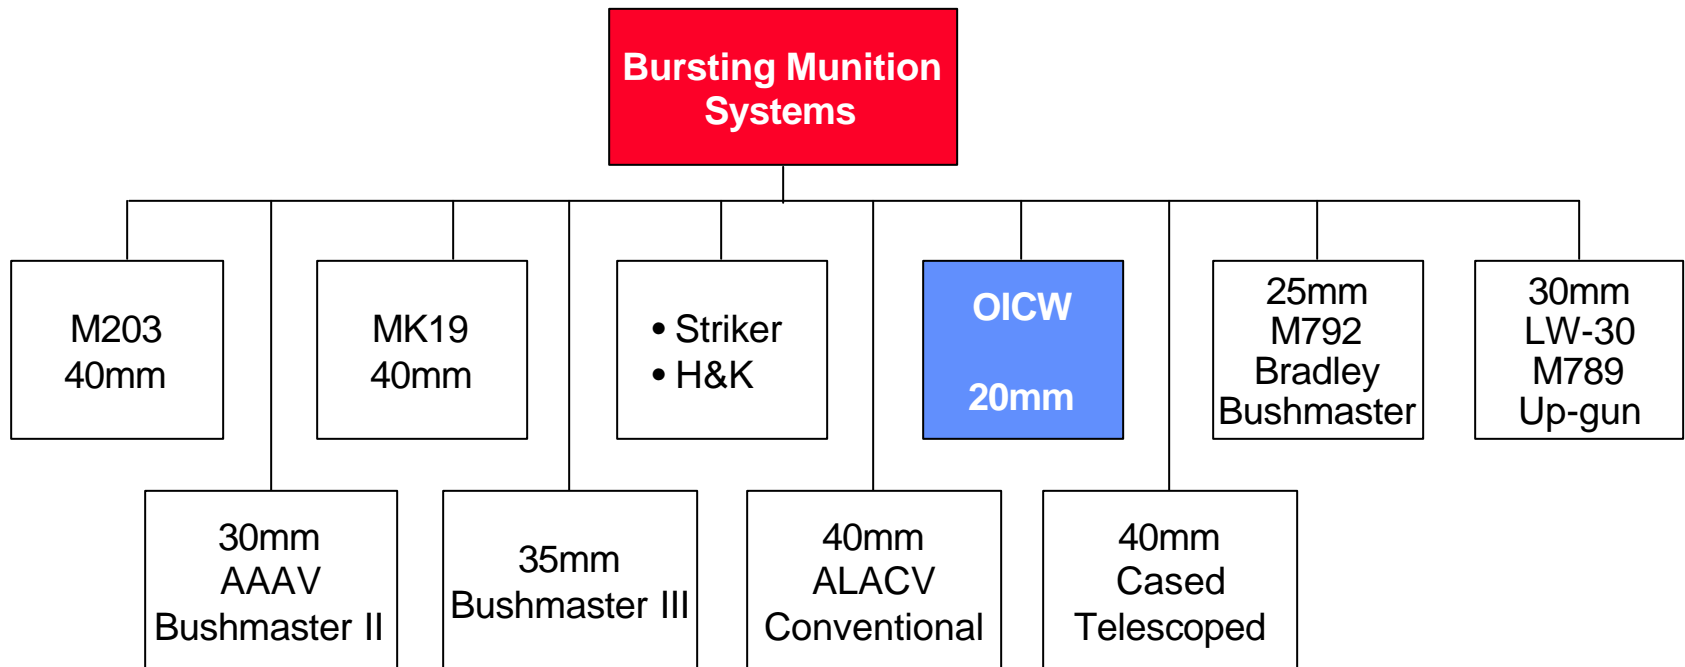 Bursting Munition
Systems
M203
40mm
MK19
40mm
• Striker
• H&K
OICW
20mm
25mm
M792
Bradley
Bushmaster
30mm
LW-30
M789
Up-gun
30mm
AAAV
Bushmaster II
35mm
Bushmaster III
40mm
ALACV
Conventional
40mm
Cased
Telescoped